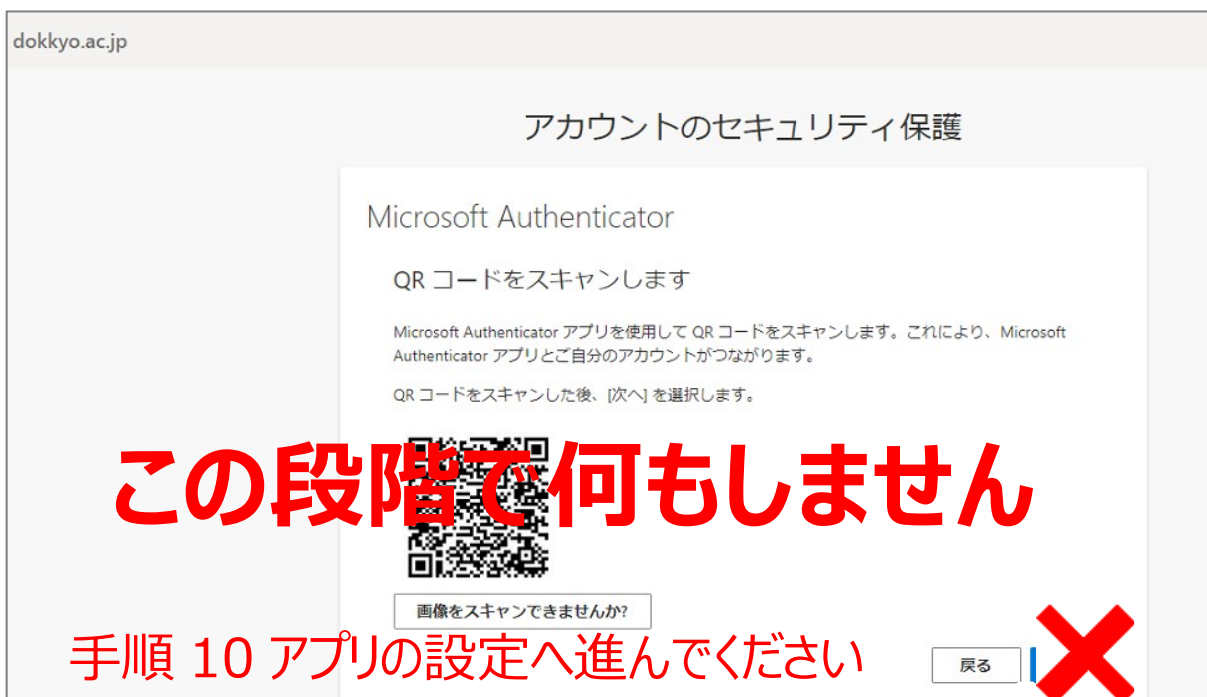 dokkyo.ac.jp
アカウントのセキュリティ保護
Microsoft Authenticator
QR コードをスキャンします
Microsoft Authenticator アプリを使用して QR コードをスキャンします。これにより、Microsoft
Authenticator アプリとご自分のアカウントがつながります。
QR コードをスキャンした後、[次へ] を選択します。
この段階で何もしません
画像をスキャンできませんか?
手順 10 アプリの設定へ進んでください
戻る